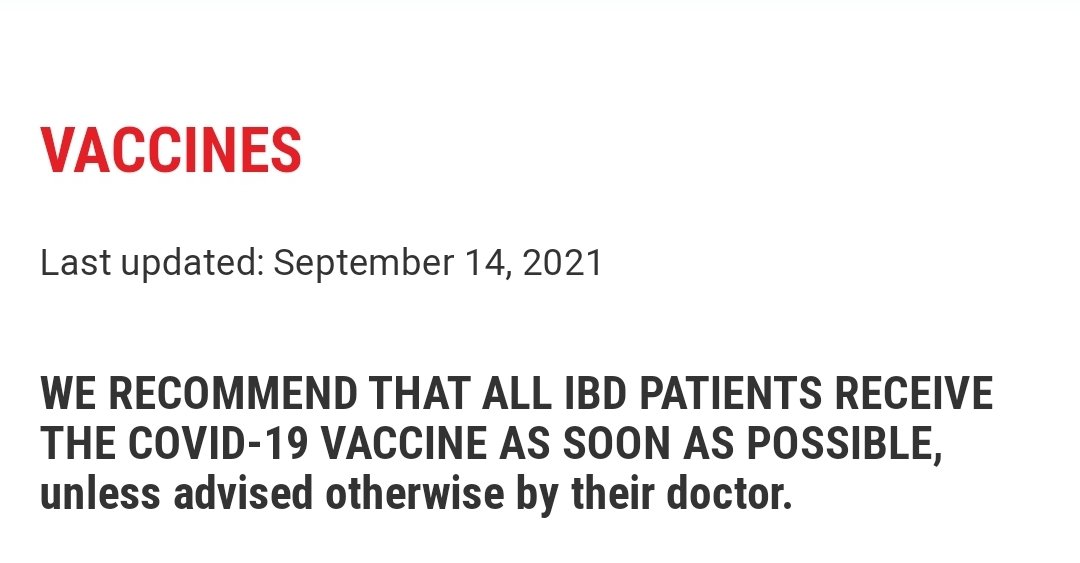 VACCINES
Last updated: September 14, 2021
WE RECOMMEND THAT ALL IBD PATIENTS RECEIVE
THE COVID-19 VACCINE AS SOON AS POSSIBLE,
unless advised otherwise by their doctor.